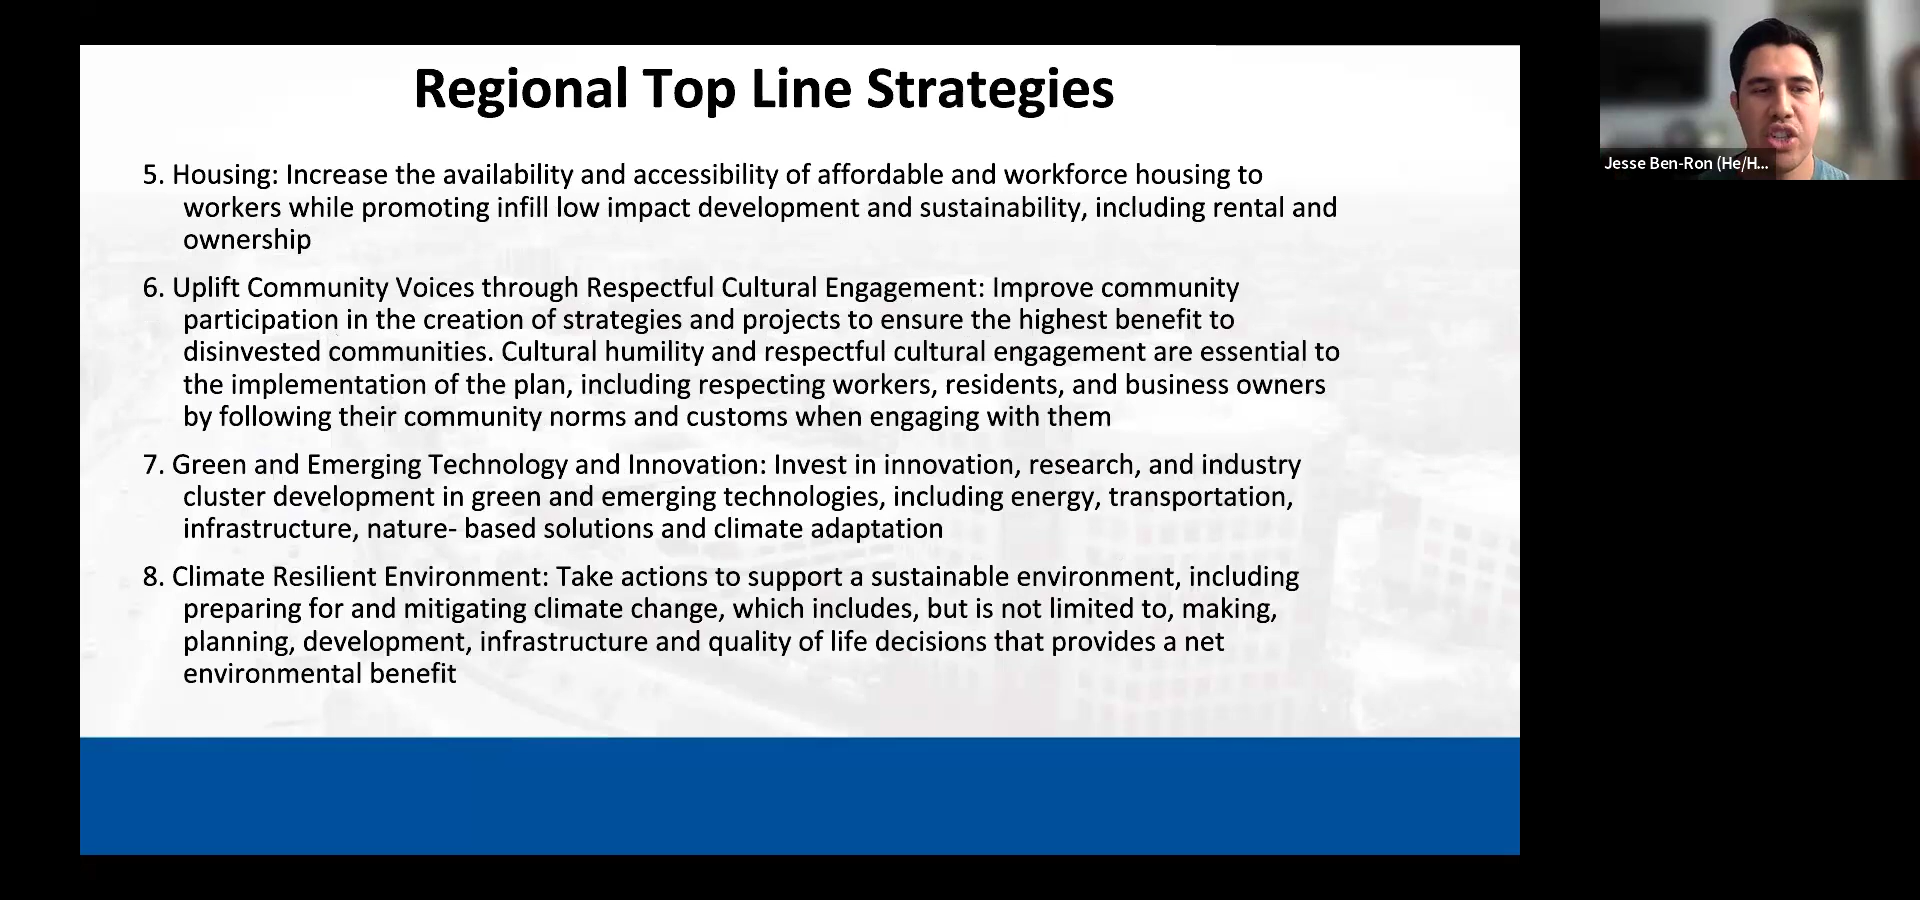 Regional Top Line Strategies
5. Housing: Increase the availability and accessibility of affordable and workforce housing to
workers while promoting infill low impact development and sustainability, including rental and
ownership
6. Uplift Community Voices through Respectful Cultural Engagement: Improve community
participation in the creation of strategies and projects to ensure the highest benefit to
disinvested communities. Cultural humility and respectful cultural engagement are essential to
the implementation of the plan, including respecting workers, residents, and business owners
by following their community norms and customs when engaging with them
7. Green and Emerging Technology and Innovation: Invest in innovation, research, and industry
cluster development in green and emerging technologies, including energy, transportation,
infrastructure, nature- based solutions and climate adaptation
8. Climate Resilient Environment: Take actions to support a sustainable environment, including
preparing for and mitigating climate change, which includes, but is not limited to, making,
planning, development, infrastructure and quality of life decisions that provides a net
environmental benefit
Jesse Ben-Ron (He/H...